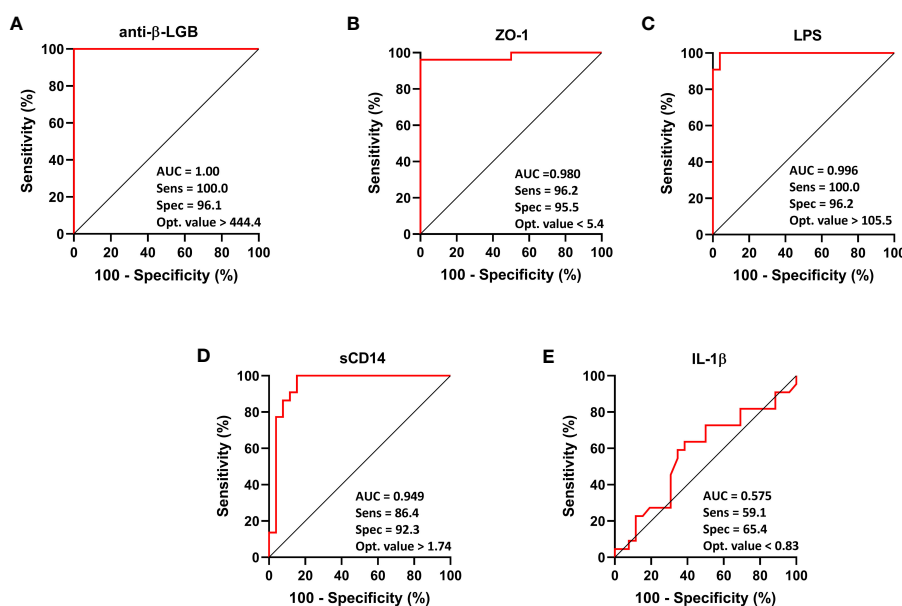 A
anti-β-LGB
Sensitivity (%)
100
80
60
40
20
0
AUC = 1.00
Sens = 100.0
Spec = 96.1
Opt. value > 444.4
0 20 40 60 80 100
100 - Specificity (%)
B
ZO-1
Sensitivity (%)
100
80
60
40
20
0
AUC =0.980
Sens = 96.2
Spec = 95.5
Opt. value < 5.4
0 20 40 60 80 100
100 - Specificity (%)
C
LPS
Sensitivity (%)
100
80
60
40
20
0
AUC = 0.996
Sens = 100.0
Spec = 96.2
Opt. value > 105.5
0 20 40 60 80 100
100 - Specificity (%)
D
sCD14
Sensitivity (%)
100
80
60
40
20
0
AUC = 0.949
Sens = 86.4
Spec = 92.3
Opt. value > 1.74
0 20 40 60 80 100
100 - Specificity (%)
E
IL-1β
Sensitivity (%)
100
80
60
40
20
0
AUC = 0.575
Sens = 59.1
Spec = 65.4
Opt. value < 0.83
0 20 40 60 80 100
100 - Specificity (%)